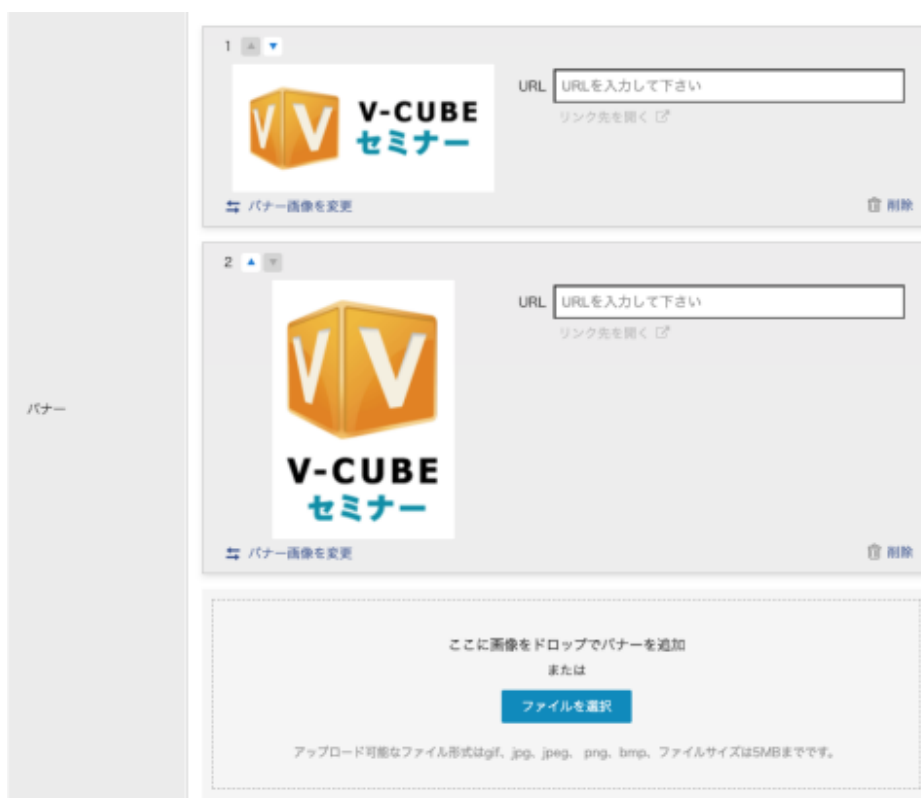 1
V-CUBE
セミナー
URL URLを入力して下さい
リンク先を開く
バナー画像を変更
削除
2
V-CUBE
セミナー
URL URLを入力して下さい
リンク先を開く
バナー画像を変更
削除
バナー
ここに画像をドロップでバナーを追加
または
ファイルを選択
アップロード可能なファイル形式はgif、jpg、jpeg、 png、bmp、ファイルサイズは5MBまでです。